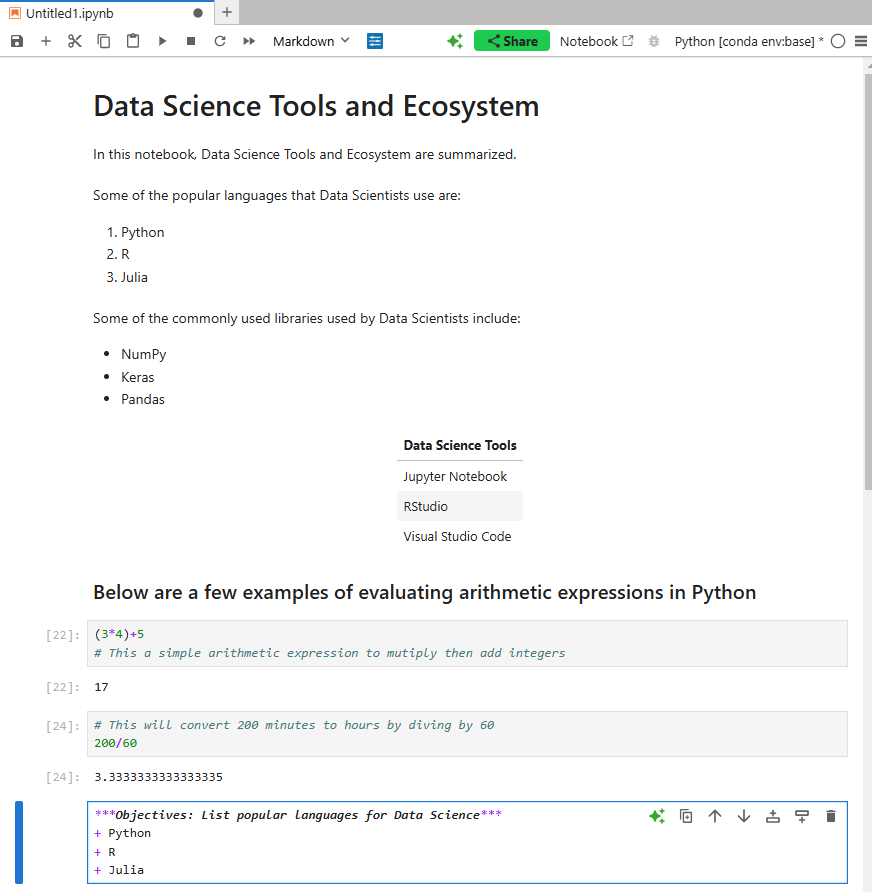 Untitled1.ipynb
Markdown
Share
Notebook
Python [conda env:base] *
Data Science Tools and Ecosystem
In this notebook, Data Science Tools and Ecosystem are summarized.
Some of the popular languages that Data Scientists use are:
1. Python
2. R
3. Julia
Some of the commonly used libraries used by Data Scientists include:
• NumPy
• Keras
• Pandas
Data Science Tools
Jupyter Notebook
RStudio
Visual Studio Code
Below are a few examples of evaluating arithmetic expressions in Python
[22]: (3*4)+5
# This a simple arithmetic expression to mutiply then add integers
[22]: 17
[24]: # This will convert 200 minutes to hours by diving by 60
200/60
[24]: 3.3333333333333335
***Objectives: List popular languages for Data Science***
+ Python
+ R
+ Julia